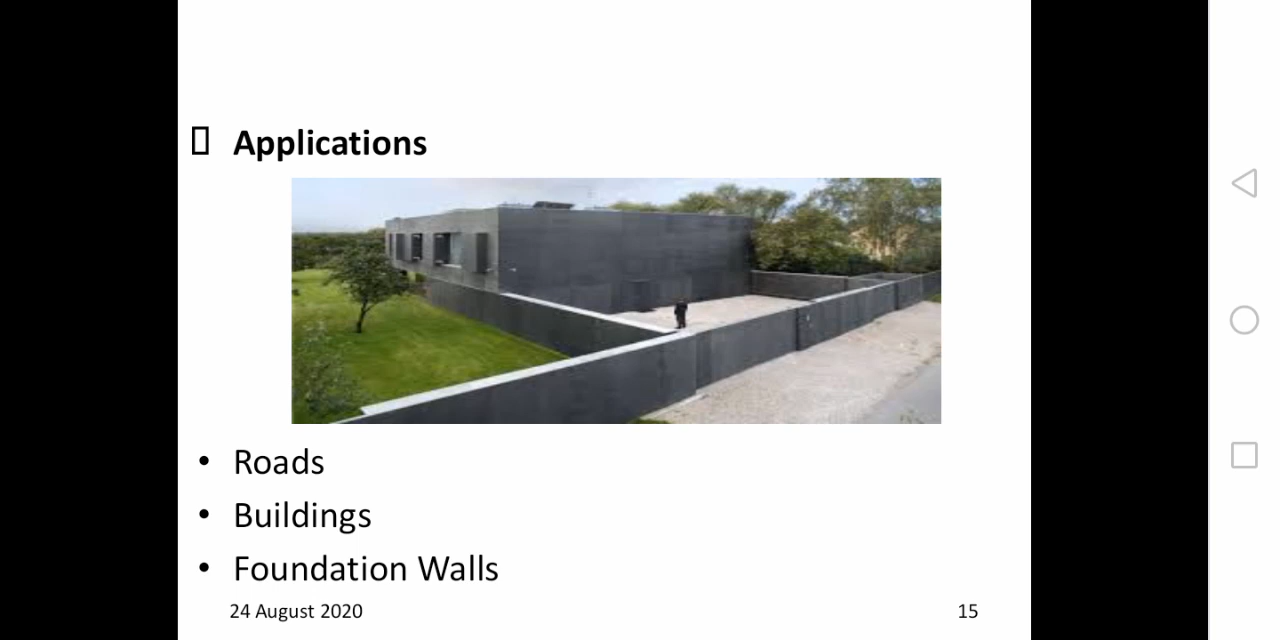 Applications
• Roads
• Buildings
• Foundation Walls
24 August 2020
15